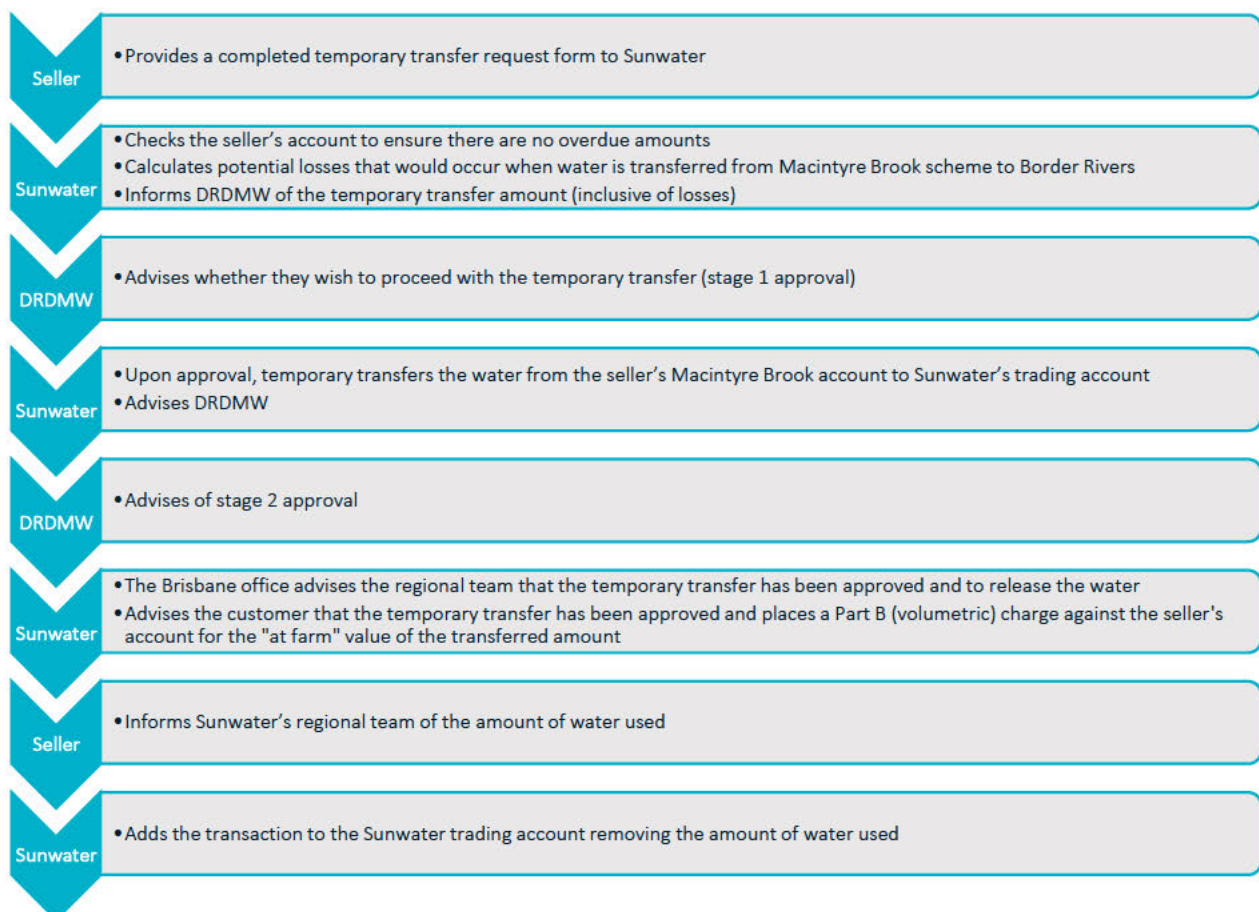 Seller
•Provides a completed temporary transfer request form to Sunwater
Sunwater
•Checks the seller’s account to ensure there are no overdue amounts
•Calculates potential losses that would occur when water is transferred from Macintyre Brook scheme to Border Rivers
•Informs DRDMW of the temporary transfer amount (inclusive of losses)
DRDMW
•Advises whether they wish to proceed with the temporary transfer (stage 1 approval)
Sunwater
•Upon approval, temporary transfers the water from the seller’s Macintyre Brook account to Sunwater’s trading account
•Advises DRDMW
DRDMW
•Advises of stage 2 approval
Sunwater
•The Brisbane office advises the regional team that the temporary transfer has been approved and to release the water
•Advises the customer that the temporary transfer has been approved and places a Part B (volumetric) charge against the seller's
account for the "at farm" value of the transferred amount
Seller
•Informs Sunwater’s regional team of the amount of water used
Sunwater
•Adds the transaction to the Sunwater trading account removing the amount of water used